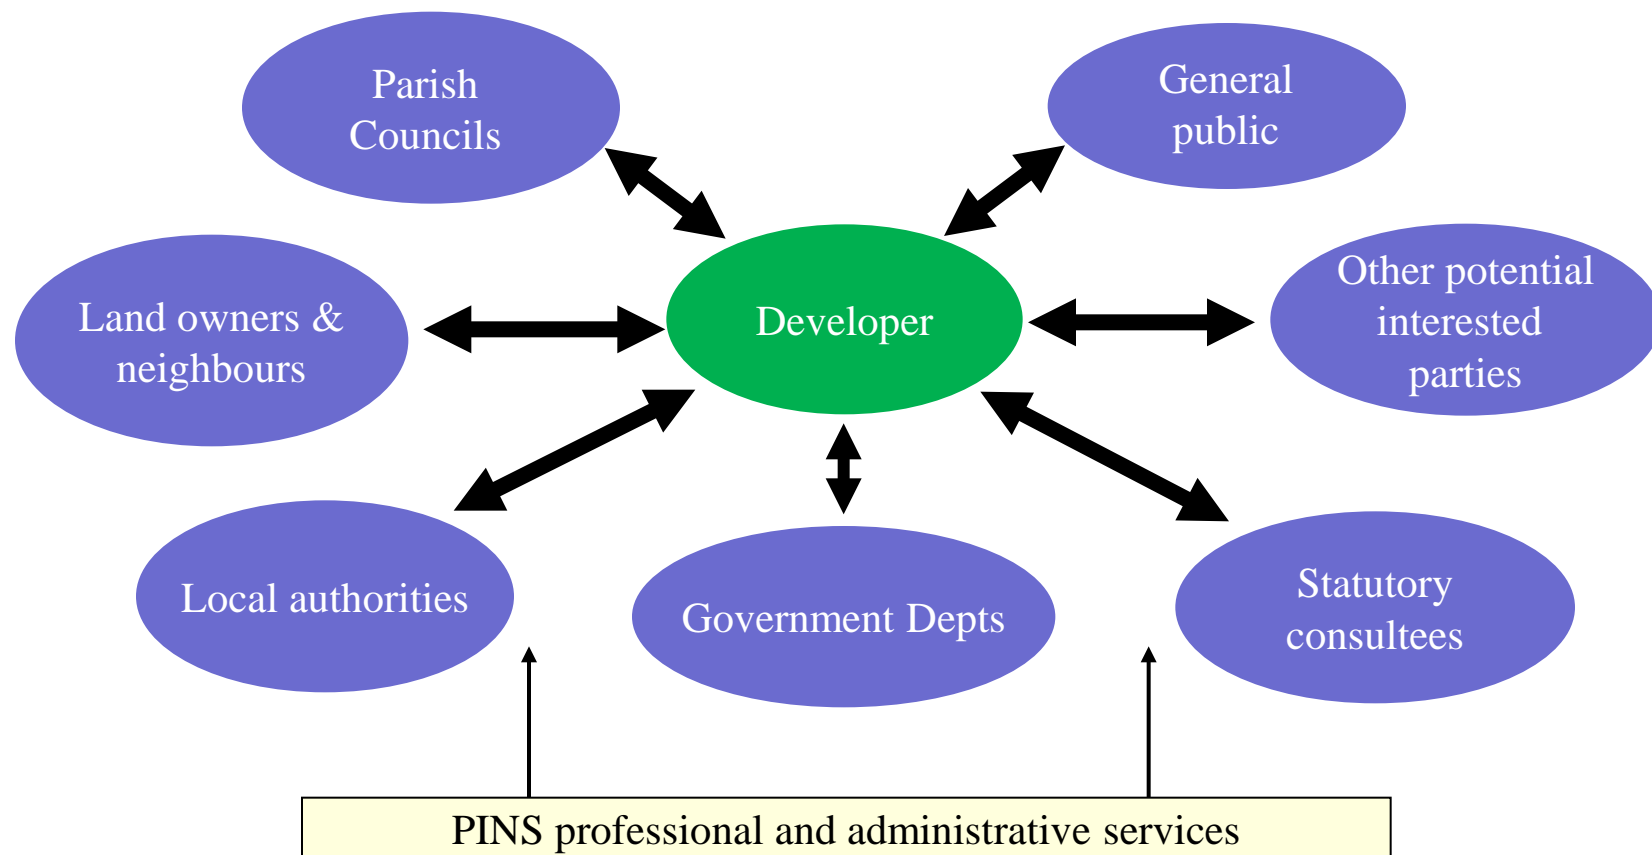 Parish
Councils
General
public
Land owners &
neighbours
Developer
Other potential
interested
parties
Local authorities
Government Depts
Statutory
consultees
PINS professional and administrative services